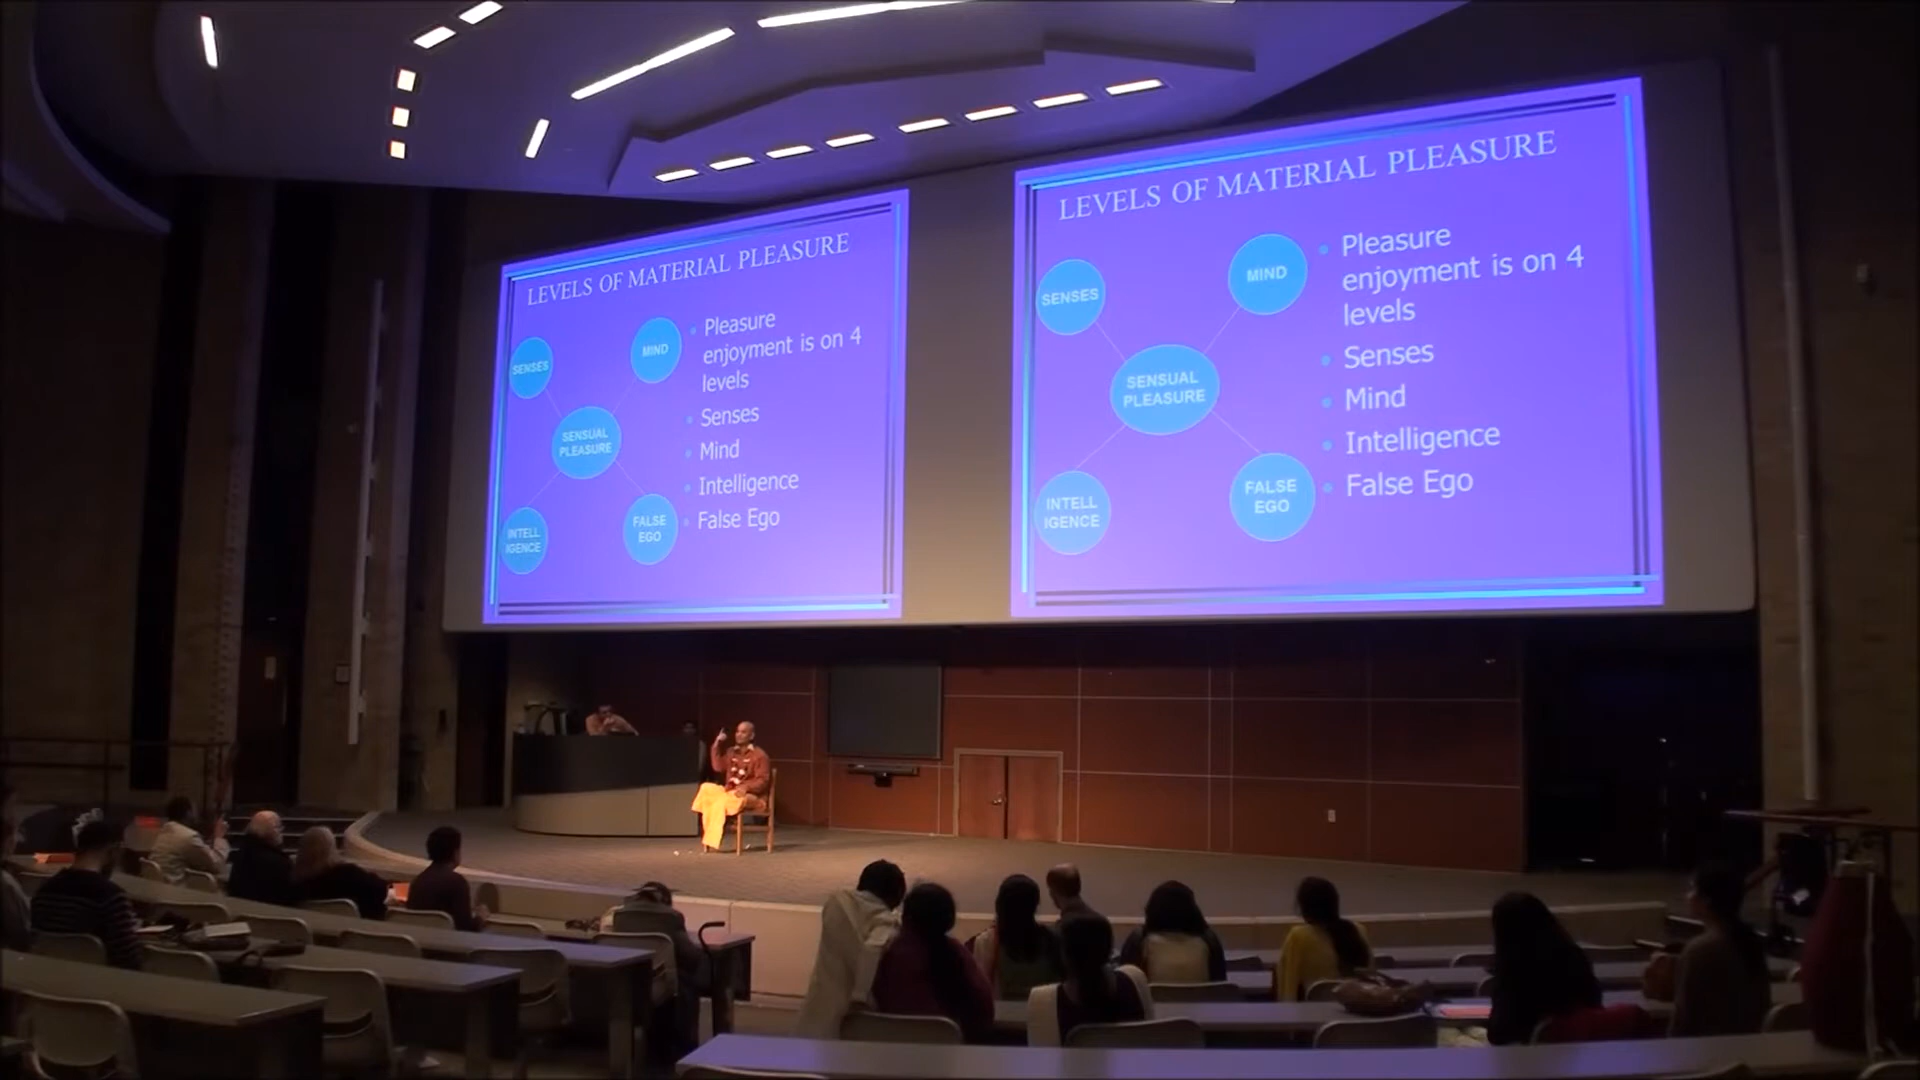 LEVELS OF MATERIAL PLEASURE
SENSES
MIND
SENSUAL
PLEASURE
INTELL
IGENCE
FALSE
EGO
Pleasure
enjoyment is on 4
levels
Senses
Mind
Intelligence
False Ego
LEVELS OF MATERIAL PLEASURE
SENSES
MIND
SENSUAL
PLEASURE
INTELL
IGENCE
FALSE
EGO
Pleasure
enjoyment is on 4
levels
Senses
Mind
Intelligence
False Ego